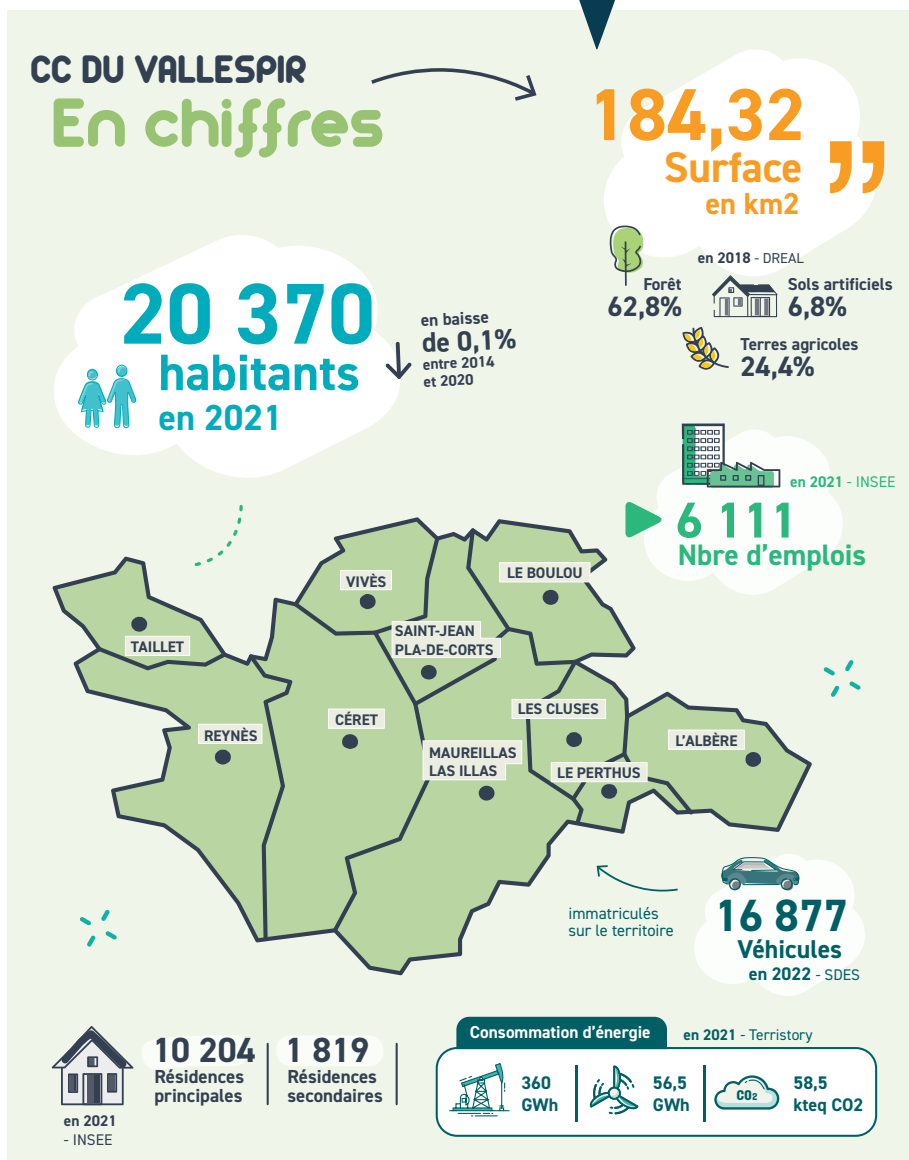 CC DU VALLESPIR
En chiffres
184,32
Surface
en km2
”
en 2018 - DREAL
Forêt
62,8%
Sols artificiels
6,8%
Terres agricoles
24,4%
20 370
habitants
en 2021
en baisse
de 0,1%
entre 2014
et 2020
en 2021 - INSEE
6 111
Nbre d’emplois
VIVÈS
LE BOULOU
SAINT-JEAN
PLA-DE-CORTS
TAILLET
LES CLUSES
CÉRET
REYNÈS
L’ALBÈRE
MAUREILLAS
LAS ILLAS
LE PERTHUS
immatriculés
sur le territoire
16 877
Véhicules
en 2022 - SDES
10 204
Résidences
principales
1 819
Résidences
secondaires
en 2021
- INSEE
Consommation d’énergie
en 2021 - Terristory
360
GWh
56,5
GWh
CO₂
58,5
kteq CO2